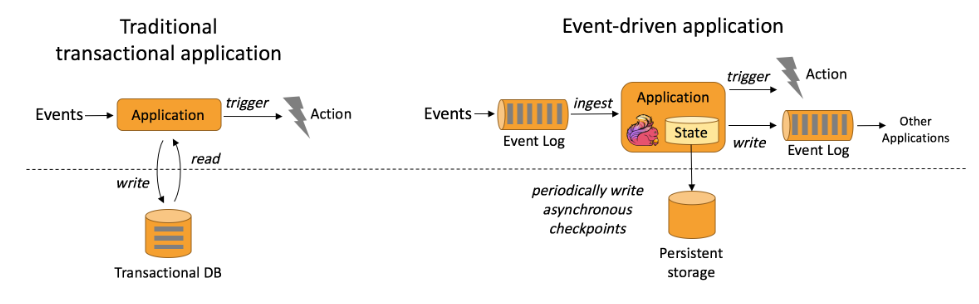 Traditional
transactional application
Events
Application
trigger
Action
write
read
Transactional DB
Event-driven application
Events
Event Log
ingest
Application
State
trigger
Action
write
Event Log
Other
Applications
periodically write
asynchronous
checkpoints
Persistent
storage